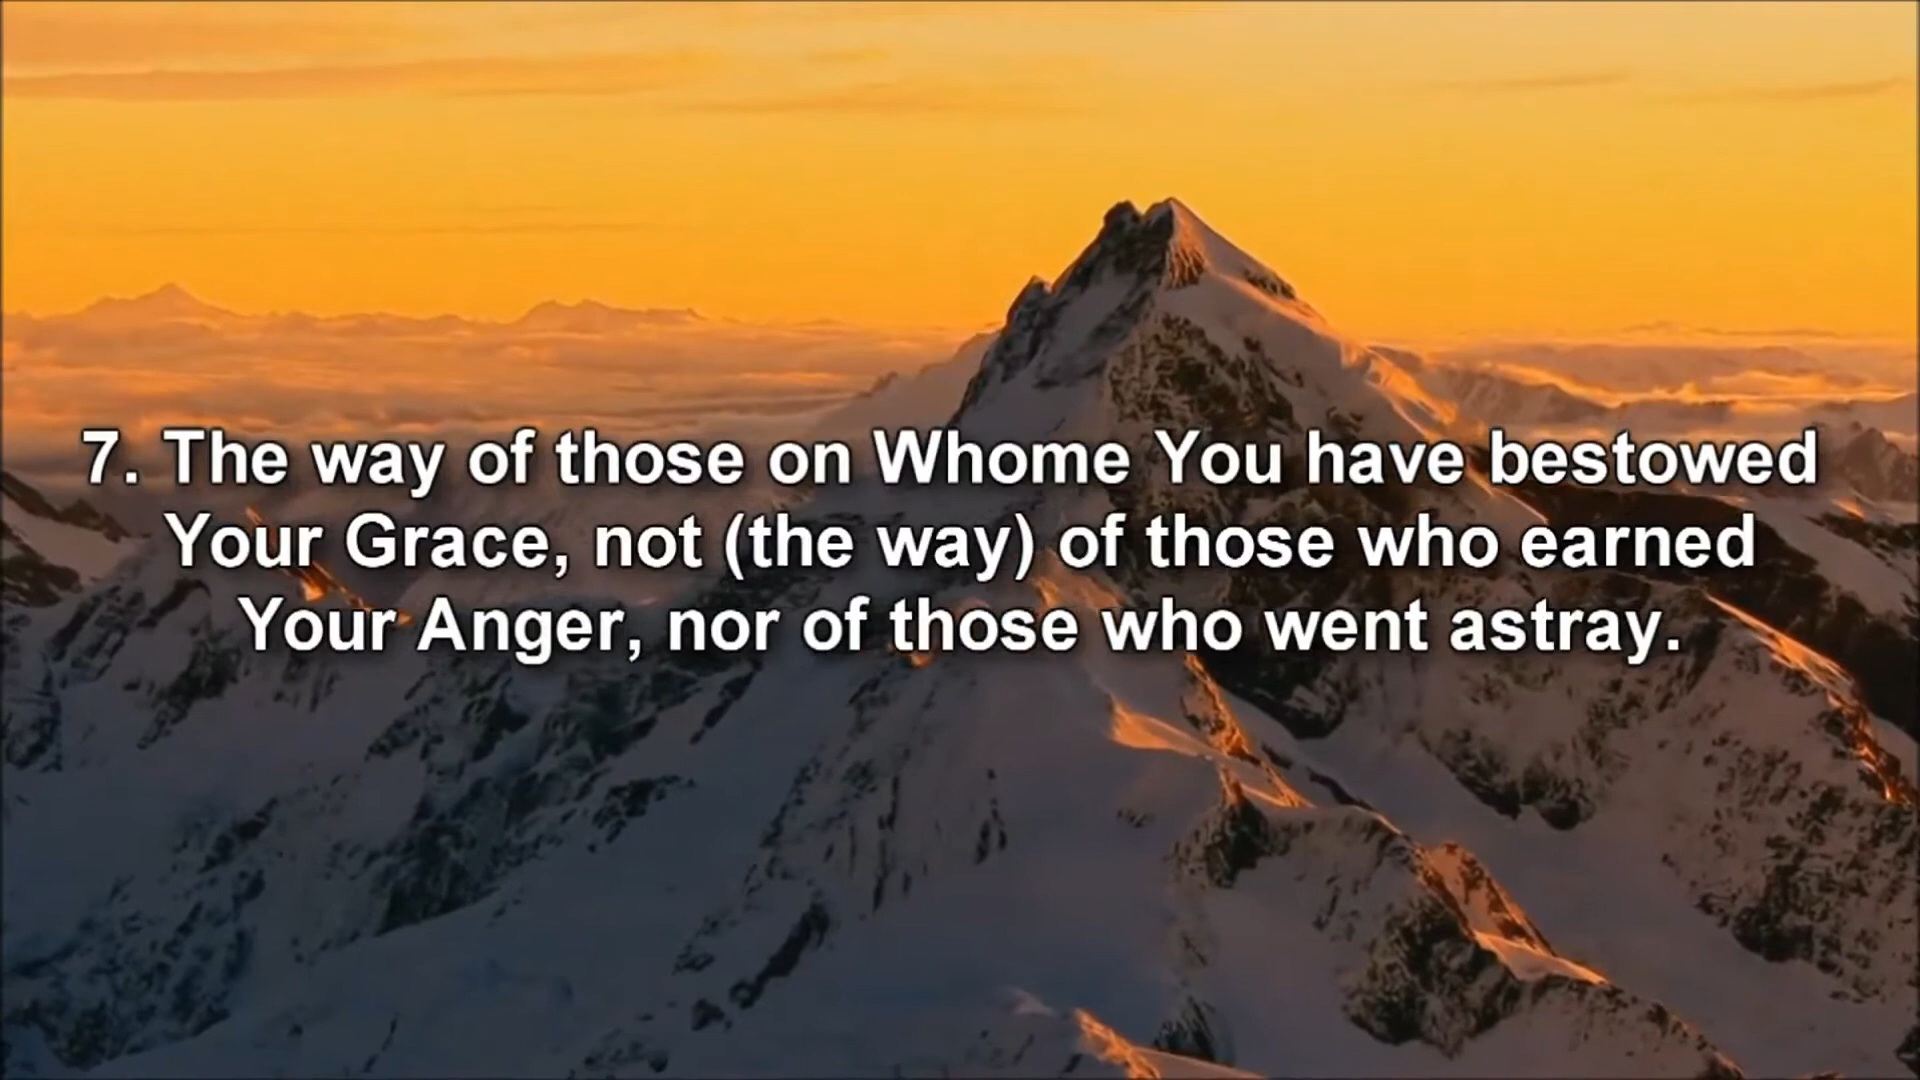 7. The way of those on Whome You have bestowed
Your Grace, not (the way) of those who earned
Your Anger, nor of those who went astray.